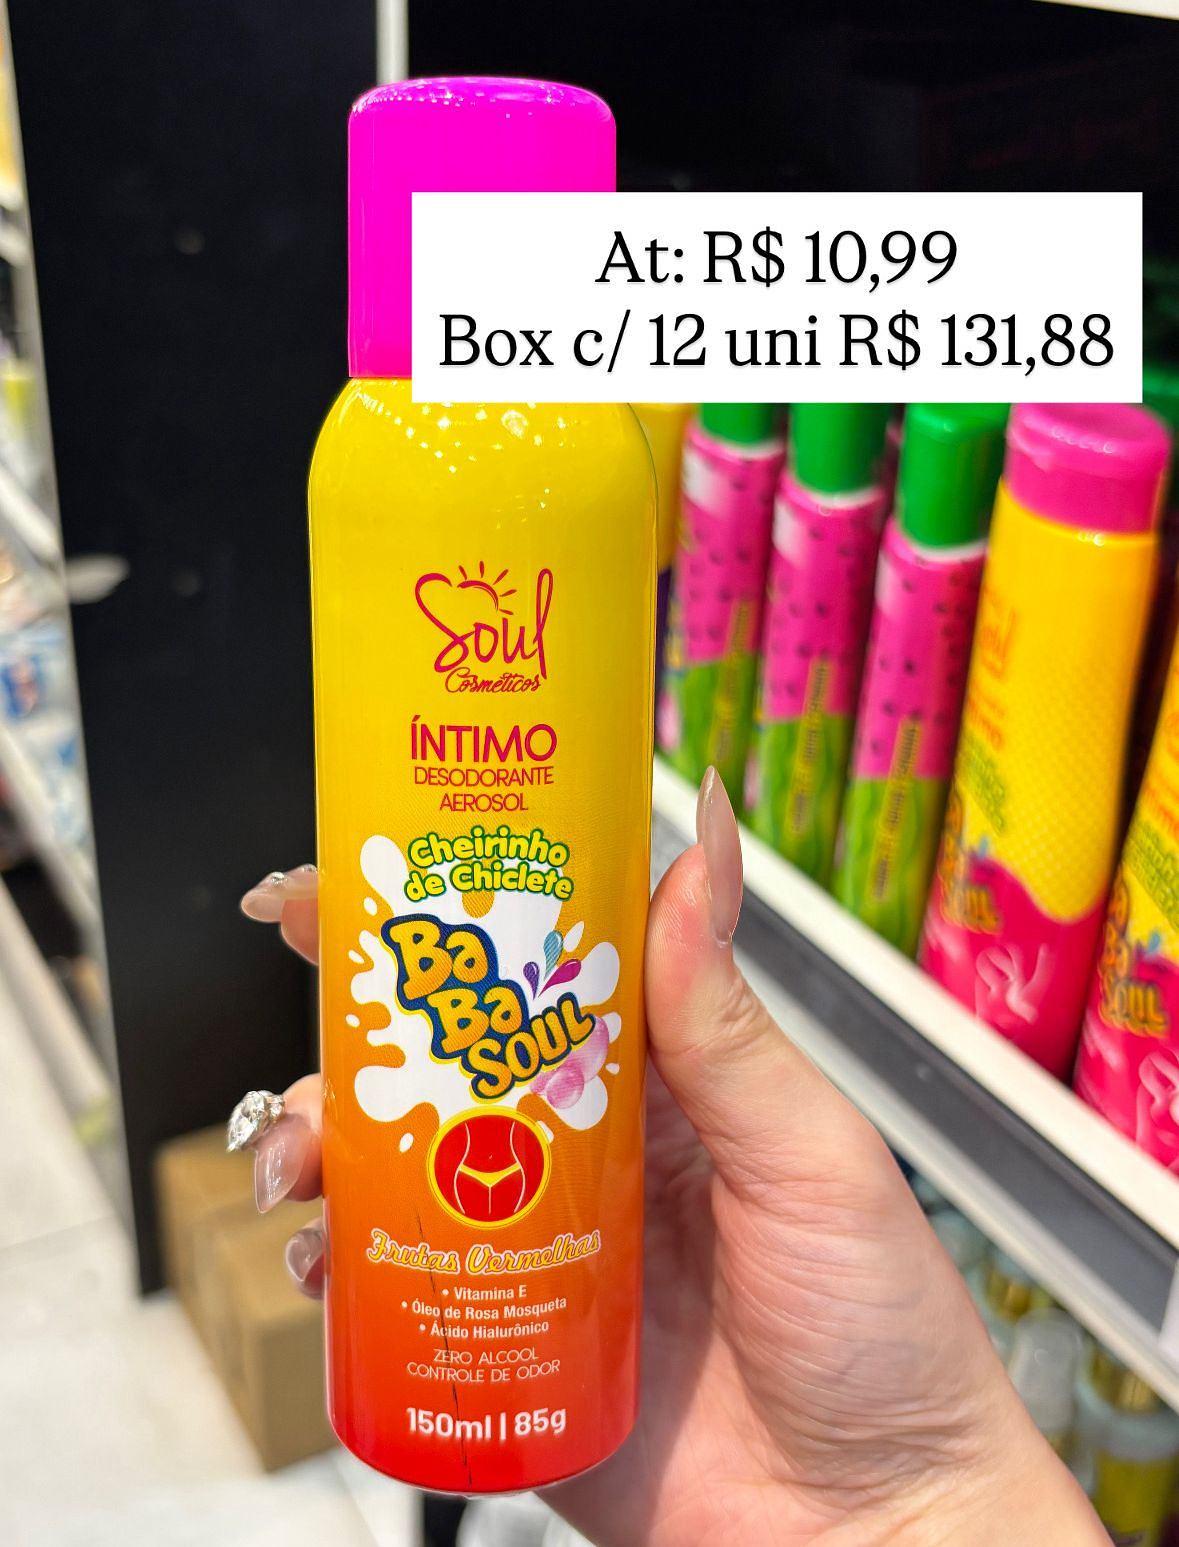 At: R$ 10,99
Box c/ 12 uni R$ 131,88
Soul
Cosméticos
ÍNTIMO
DESODORANTE
AEROSOL
Cheirinho
de Chiclete
Ba
Ba
Soul
Frutas Vermelhas
• Vitamina E
• Óleo de Rosa Mosqueta
• Ácido Hialurônico
ZERO ALCOOL
CONTROLE DE ODOR
150ml | 85g